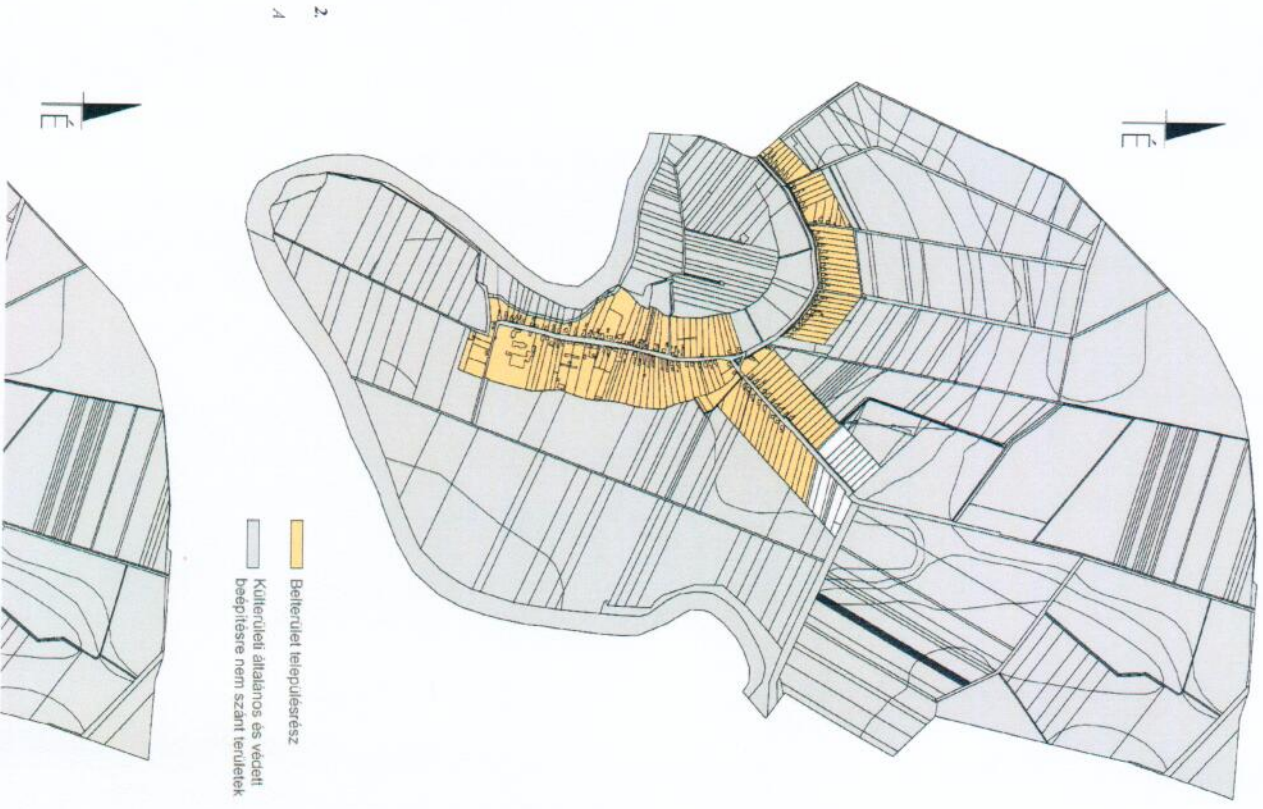 2.
A
É
É
Belterület településrész
Külterületi általános és védett
beépítésre nem szánt területek